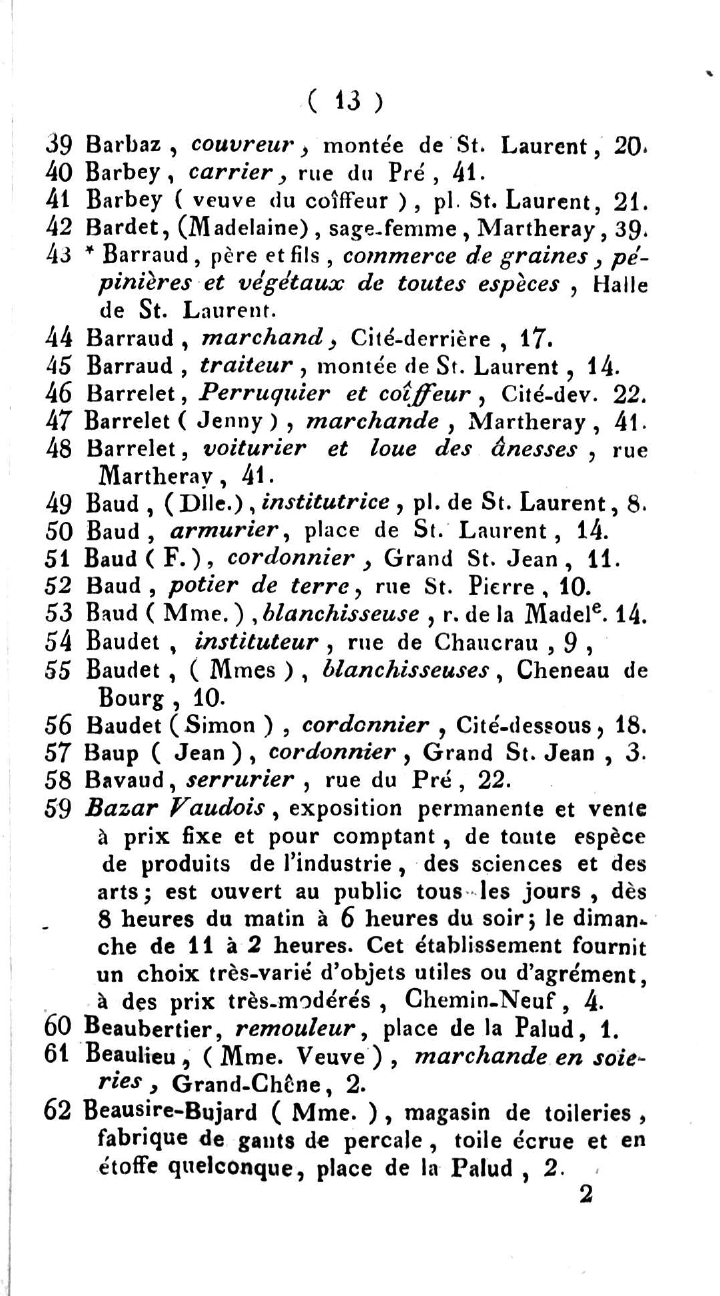 ( 13 )
39 Barbaz , couvreur , montée de St. Laurent , 20.
40 Barbey , carrier , rue du Pré , 41.
41 Barbey ( veuve du coîffeur ) , pl. St. Laurent, 21.
42 Bardet, (Madelaine) , sage-femme , Martheray , 39.
43 * Barraud , père et fils , commerce de graines , pé-
pinières et végétaux de toutes espèces , Halle
de St. Laurent.
44 Barraud , marchand , Cité-derrière , 17.
45 Barraud , traiteur , montée de St. Laurent , 14.
46 Barrelet , Perruquier et coîffeur , Cité-dev. 22.
47 Barrelet ( Jenny ) , marchande , Martheray , 41.
48 Barrelet , voiturier et loue des ânesses , rue
Martheray , 41.
49 Baud , (Dlle.) , institutrice , pl. de St. Laurent , 8.
50 Baud , armurier , place de St. Laurent , 14.
51 Baud ( F. ) , cordonnier , Grand St. Jean , 11.
52 Baud , potier de terre , rue St. Pierre , 10.
53 Baud ( Mme. ) , blanchisseuse , r. de la Madele. 14.
54 Baudet , instituteur , rue de Chaucrau , 9 ,
55 Baudet , ( Mmes ) , blanchisseuses , Cheneau de
Bourg , 10.
56 Baudet ( Simon ) , cordonnier , Cité-dessous , 18.
57 Baup ( Jean ) , cordonnier , Grand St. Jean , 3.
58 Bavaud , serrurier , rue du Pré , 22.
59 Bazar Vaudois , exposition permanente et vente
à prix fixe et pour comptant , de toute espèce
de produits de l'industrie , des sciences et des
arts ; est ouvert au public tous les jours , dès
8 heures du matin à 6 heures du soir ; le diman-
che de 11 à 2 heures. Cet établissement fournit
un choix très-varié d'objets utiles ou d'agrément ,
à des prix très-modérés , Chemin-Neuf , 4.
60 Beaubertier, remouleur , place de la Palud , 1.
61 Beaulieu , ( Mme. Veuve ) , marchande en soie-
ries , Grand-Chêne , 2.
62 Beausire-Bujard ( Mme. ) , magasin de toileries ,
fabrique de gants de percale , toile écrue et en
étoffe quelconque , place de la Palud , 2.
2